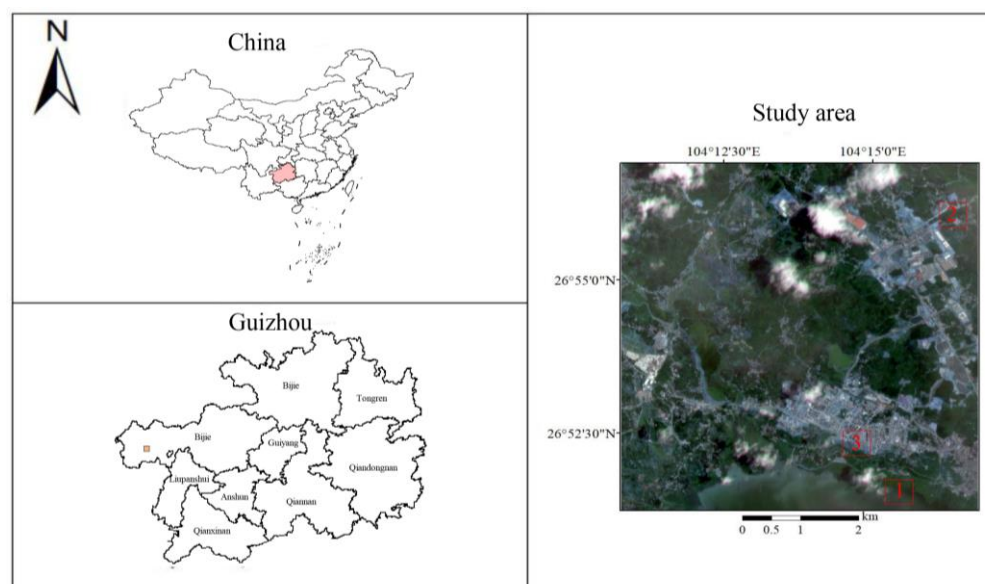 N
China
Guizhou
Bijie
Tongren
Bijie
Guiyang
Qiandongnan
Liupanshui
Anshun
Qiannan
Qianxinan
Study area
104°12'30"E
104°15'0"E
2
26°55'0"N
26°52'30"N
3
1
km
0 0.5 1 2